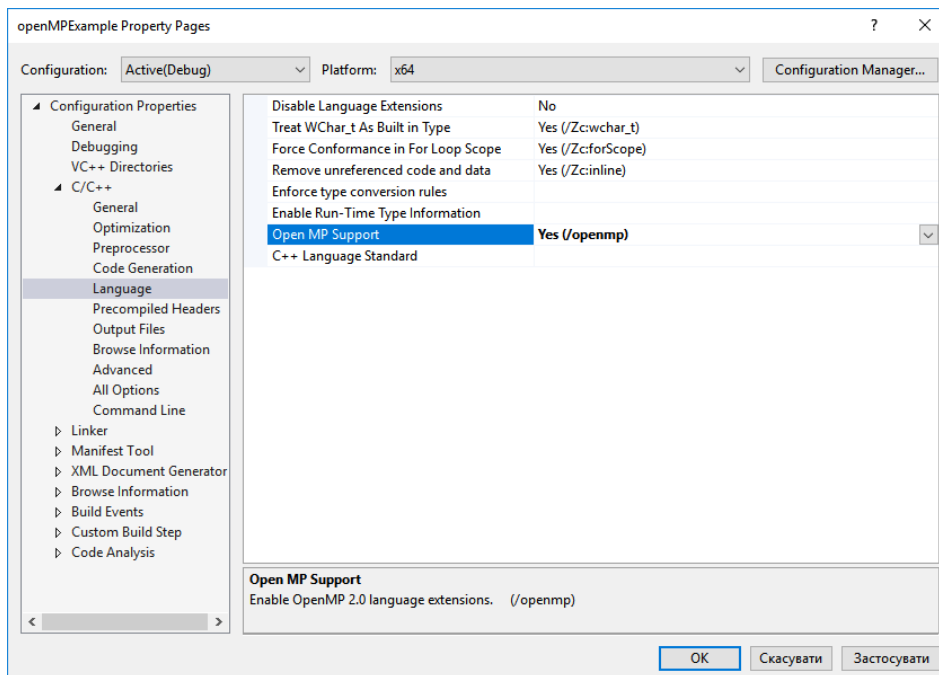 openMPExample Property Pages
?
Configuration: Active(Debug) Platform: x64 Configuration Manager...
Configuration Properties
General
Debugging
VC++ Directories
C/C++
General
Optimization
Preprocessor
Code Generation
Language
Precompiled Headers
Output Files
Browse Information
Advanced
All Options
Command Line
Linker
Manifest Tool
XML Document Generator
Browse Information
Build Events
Custom Build Step
Code Analysis
Disable Language Extensions No
Treat WChar_t As Built in Type Yes (/Zc:wchar_t)
Force Conformance in For Loop Scope Yes (/Zc:forScope)
Remove unreferenced code and data Yes (/Zc:inline)
Enforce type conversion rules
Enable Run-Time Type Information
Open MP Support Yes (/openmp)
C++ Language Standard
Open MP Support
Enable OpenMP 2.0 language extensions. (/openmp)
OK Скасувати Застосувати